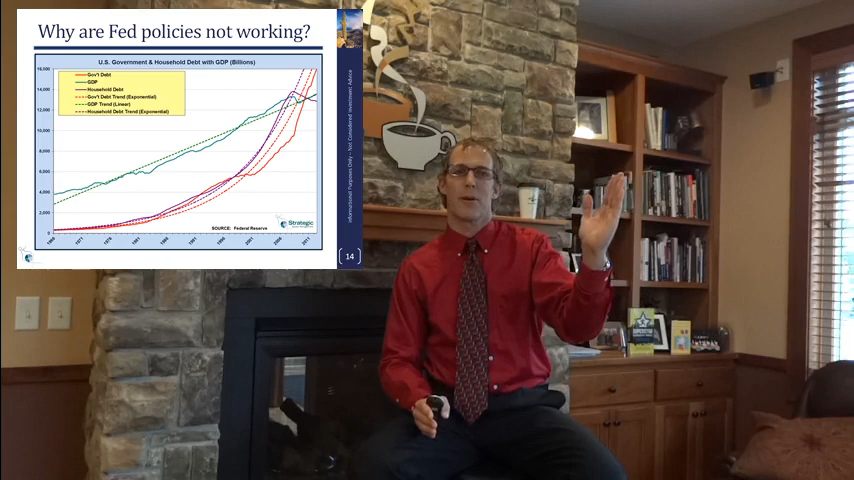 Why are Fed policies not working?
U.S. Government & Household Debt with GDP (Billions)
16,000
14,000
12,000
10,000
8,000
6,000
4,000
2,000
0
Gov't Debt
GDP
Household Debt
Gov't Debt Trend (Exponential)
GDP Trend (Linear)
Household Debt Trend (Exponential)
SOURCE: Federal Reserve
Strategic
Informational Purposes Only – Not Considered Investment Advice
14